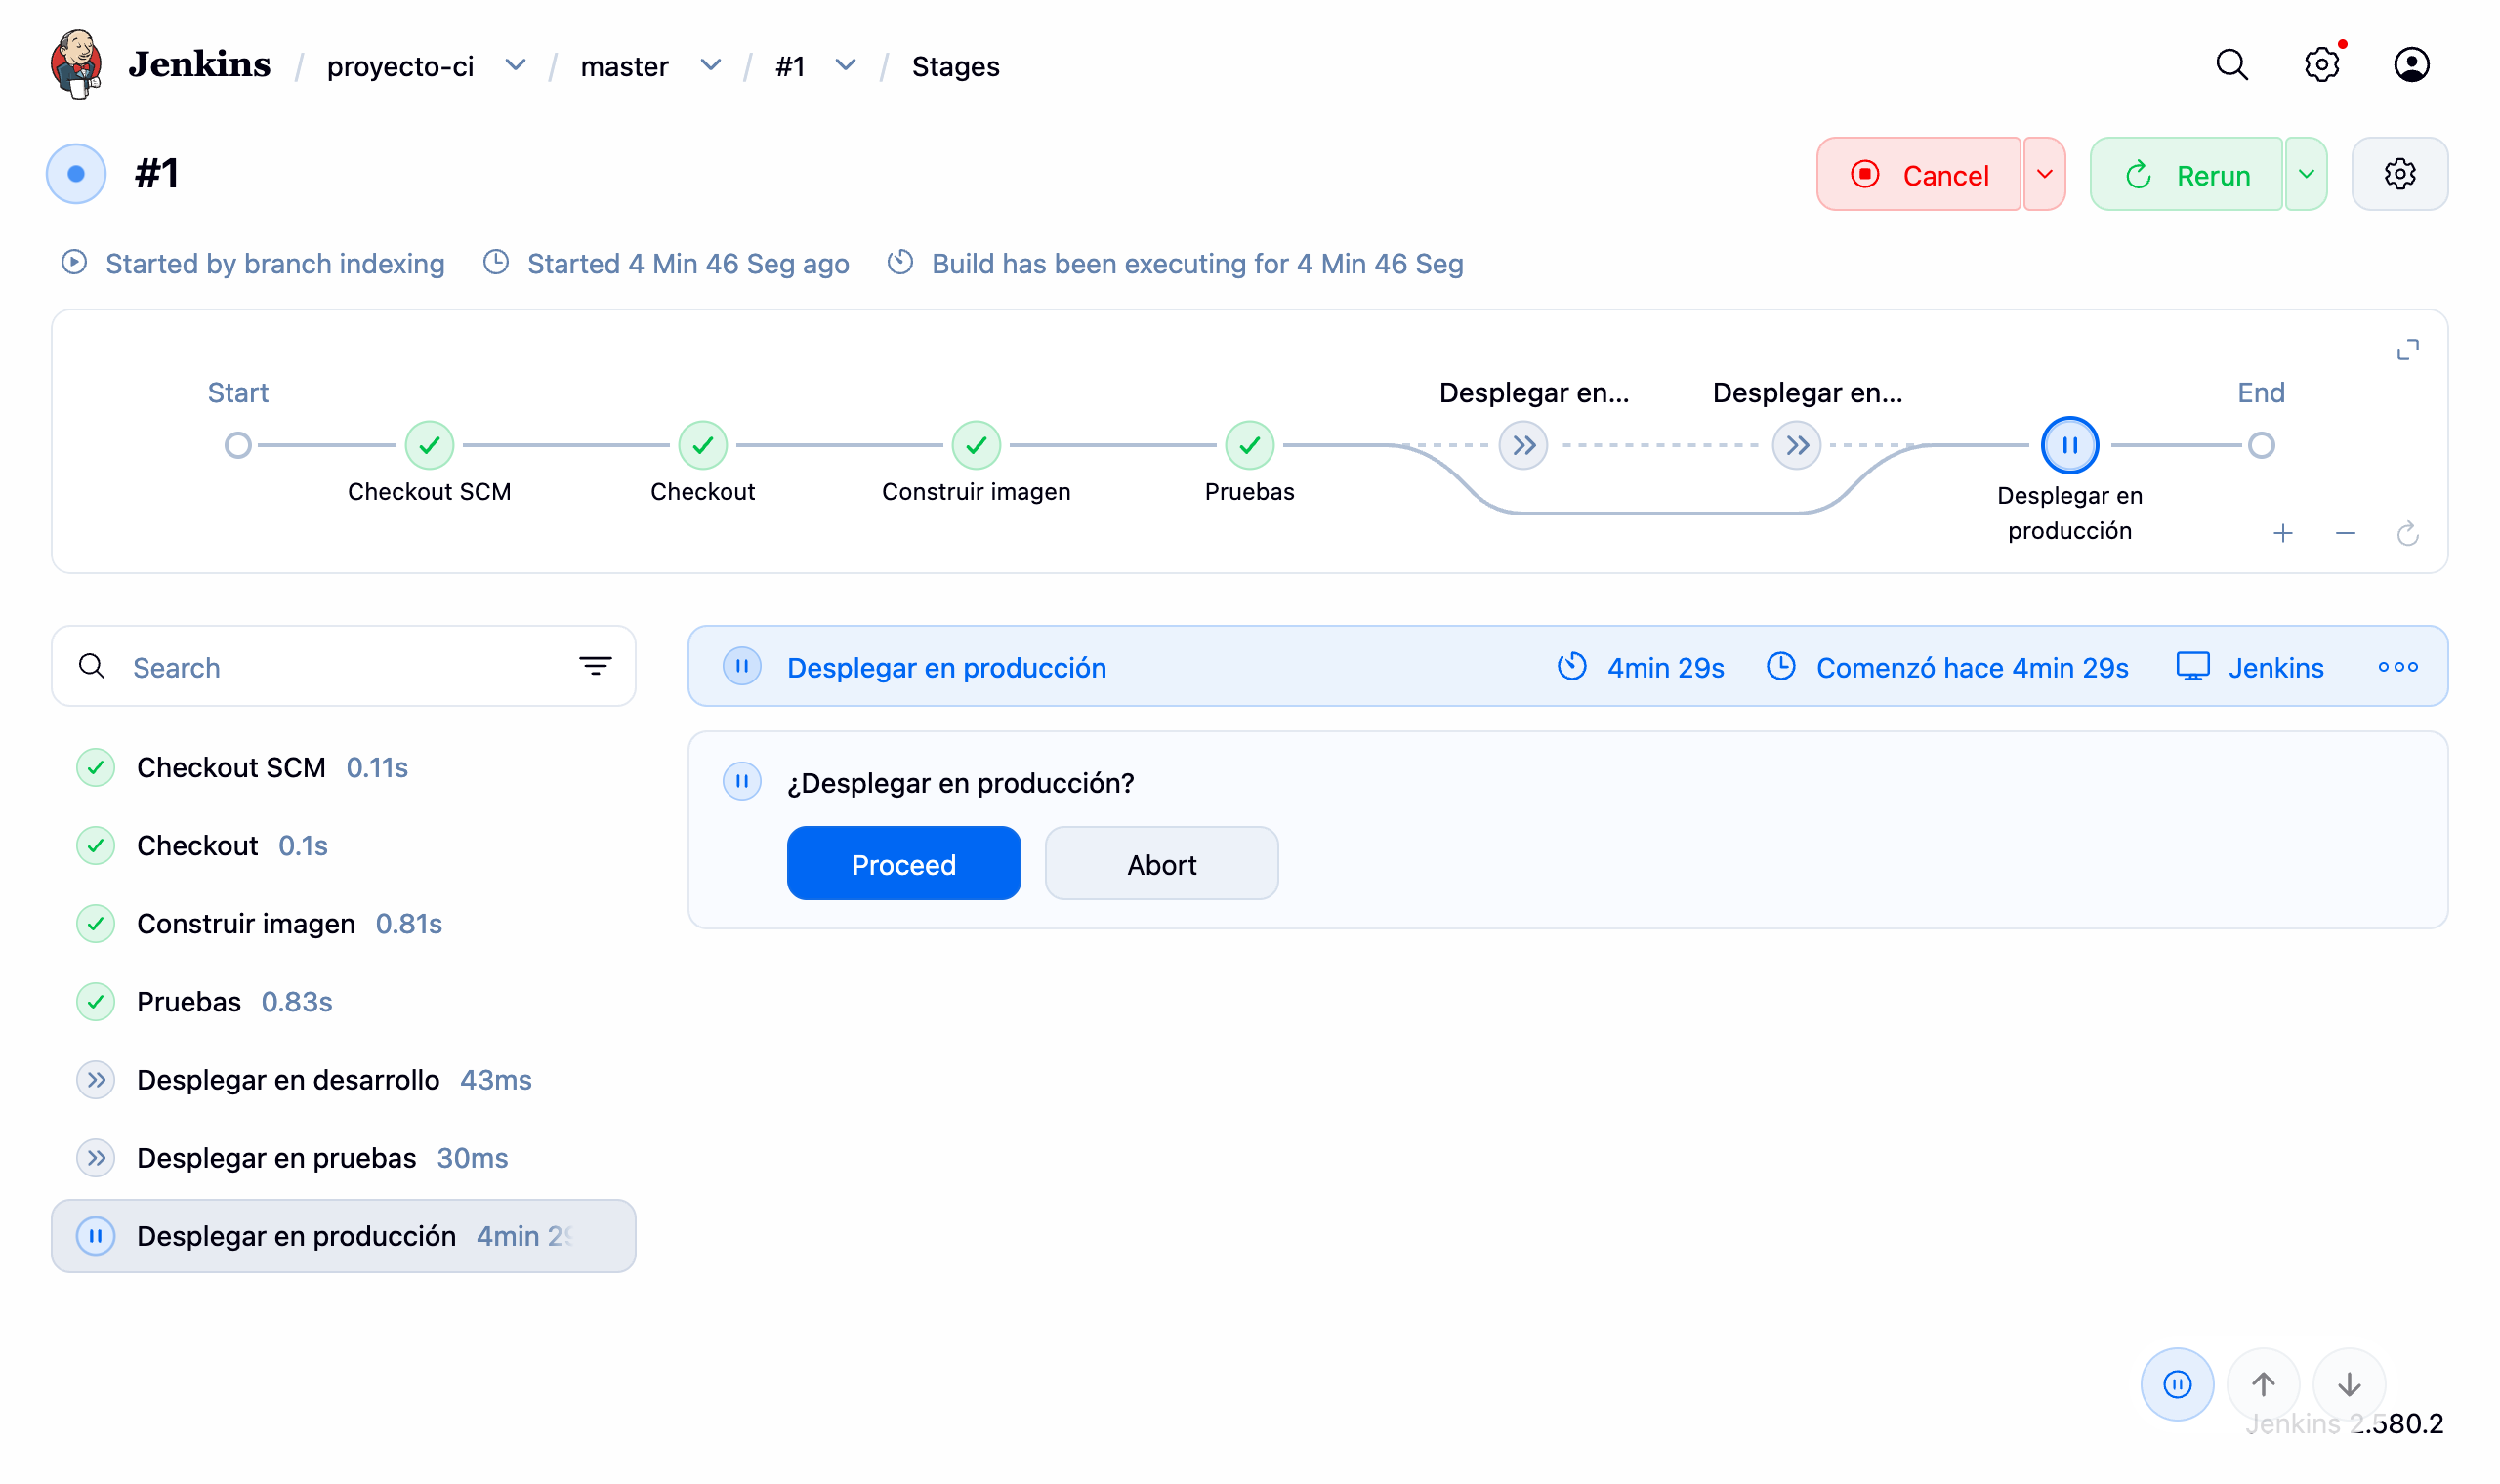 Jenkins / proyecto-ci / master / #1 / Stages
#1
Cancel
Rerun
Started by branch indexing
Started 4 Min 46 Seg ago
Build has been executing for 4 Min 46 Seg
Start
Desplegar en...
Desplegar en...
End
Checkout SCM
Checkout
Construir imagen
Pruebas
Desplegar en
producción
Search
Desplegar en producción
4min 29s
Comenzó hace 4min 29s
Jenkins
Checkout SCM 0.11s
Checkout 0.1s
Construir imagen 0.81s
Pruebas 0.83s
Desplegar en desarrollo 43ms
Desplegar en pruebas 30ms
Desplegar en producción 4min 29s
¿Desplegar en producción?
Proceed
Abort
Jenkins 2.580.2